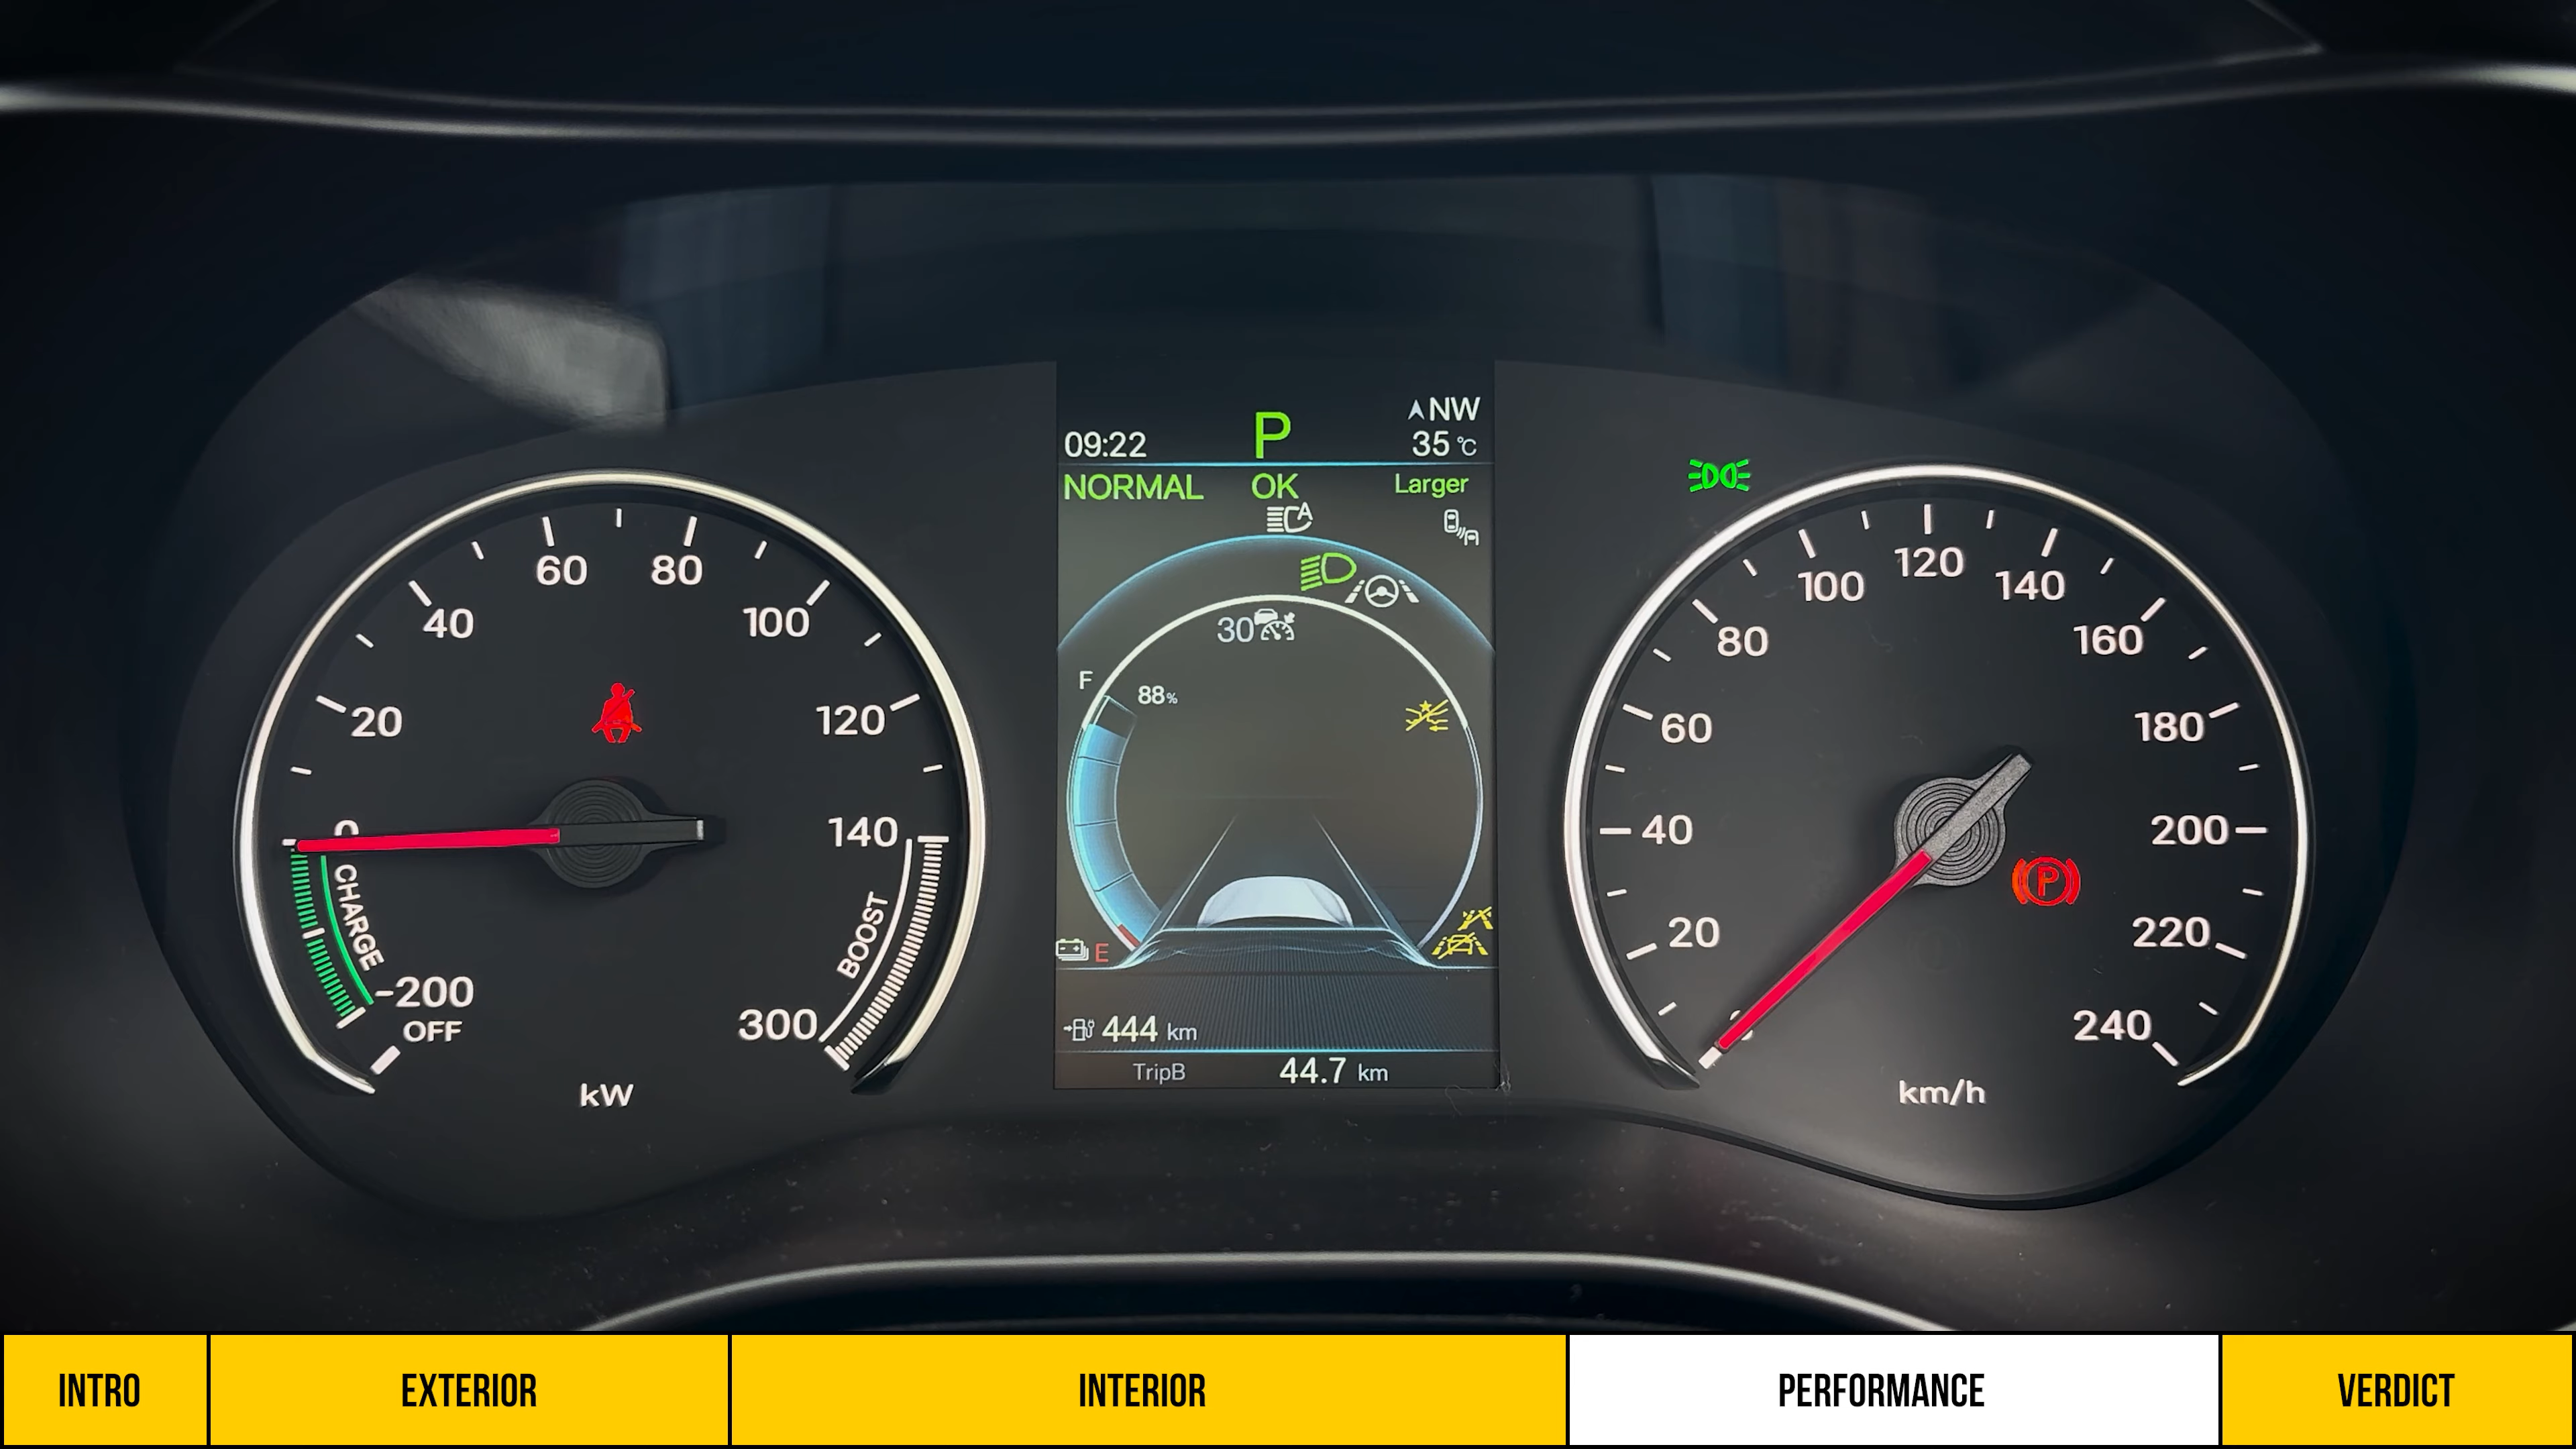 NW
09:22
P
35 °C
NORMAL
OK
Larger
A
30
F
88%
E
444 km
TripB
44.7 km
0
20
40
60
80
100
120
140
CHARGE
-200
OFF
BOOST
300
kW
20
40
60
80
100
120
140
160
180
200
220
240
P
km/h
INTRO
EXTERIOR
INTERIOR
PERFORMANCE
VERDICT